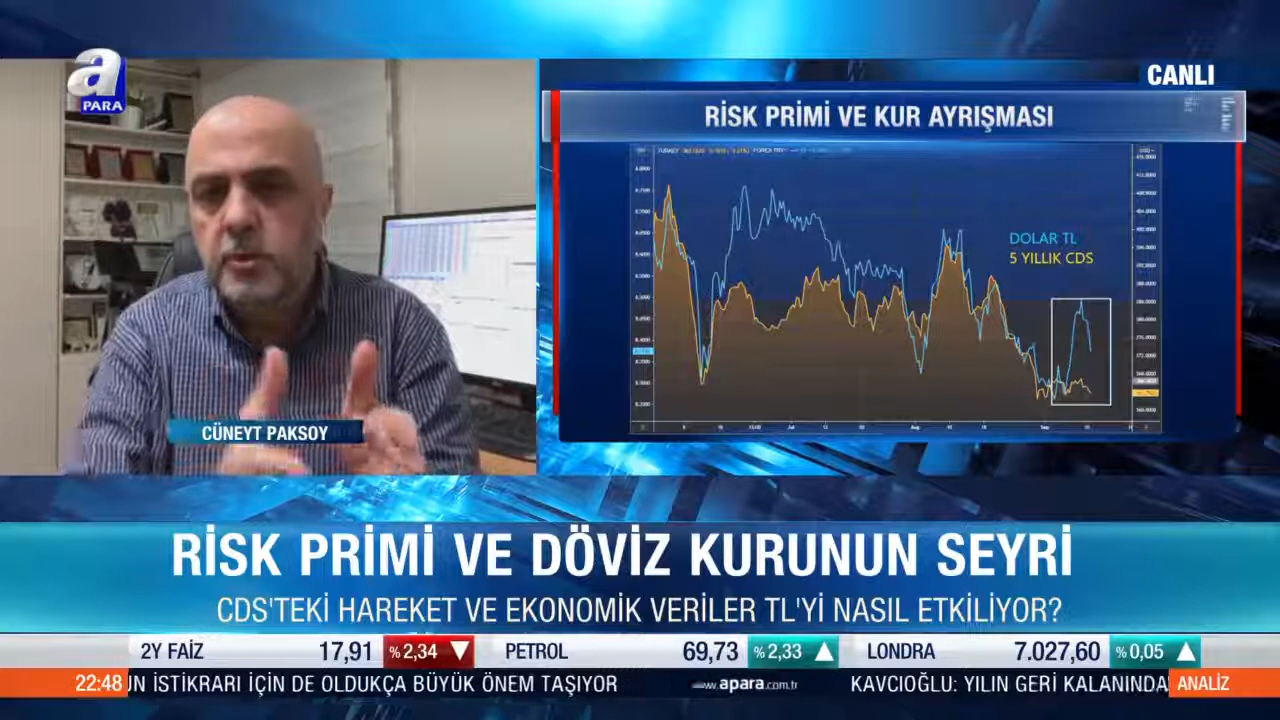 a
PARA
CANLI
RİSK PRİMİ VE KUR AYRIŞMASI
DOLAR TL
5 YILLIK CDS
CÜNEYT PAKSOY
RİSK PRİMİ VE DÖVİZ KURUNUN SEYRİ
CDS'TEKİ HAREKET VE EKONOMİK VERİLER TL'Yİ NASIL ETKİLİYOR?
2Y FAİZ 17,91 %2,34 PETROL 69,73 %2,33 LONDRA 7.027,60 %0,05
22:48 UN İSTİKRARI İÇİN DE OLDUKÇA BÜYÜK ÖNEM TAŞIYOR www.apara.com.tr KAVCIOĞLU: YILIN GERİ KALANINDA ANALİZ